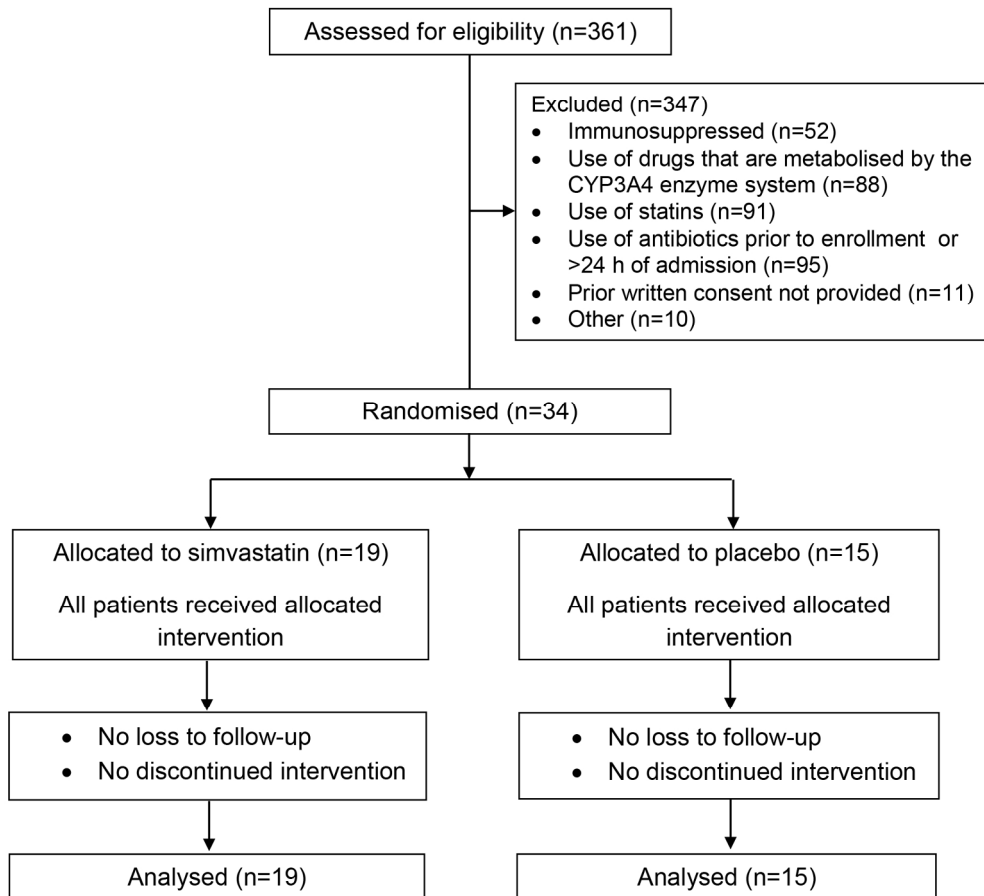 Assessed for eligibility (n=361)
Excluded (n=347)
• Immunosuppressed (n=52)
• Use of drugs that are metabolised by the
CYP3A4 enzyme system (n=88)
• Use of statins (n=91)
• Use of antibiotics prior to enrollment or
>24 h of admission (n=95)
• Prior written consent not provided (n=11)
• Other (n=10)
Randomised (n=34)
Allocated to simvastatin (n=19)
All patients received allocated
intervention
Allocated to placebo (n=15)
All patients received allocated
intervention
• No loss to follow-up
• No discontinued intervention
• No loss to follow-up
• No discontinued intervention
Analysed (n=19)
Analysed (n=15)